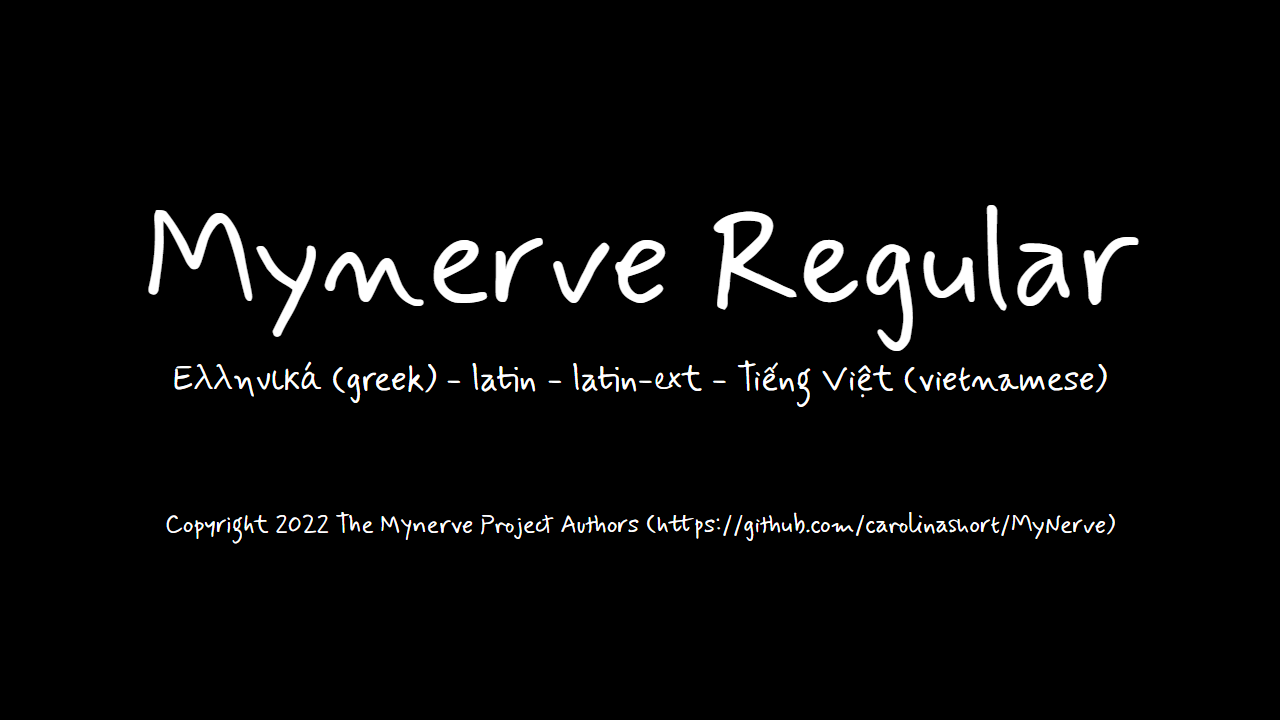 Mynerve Regular
Ελληνικά (greek) - latin - latin-ext - Tiếng Việt (vietnamese)
Copyright 2022 The Mynerve Project Authors (https://github.com/carolinashort/MyNerve)